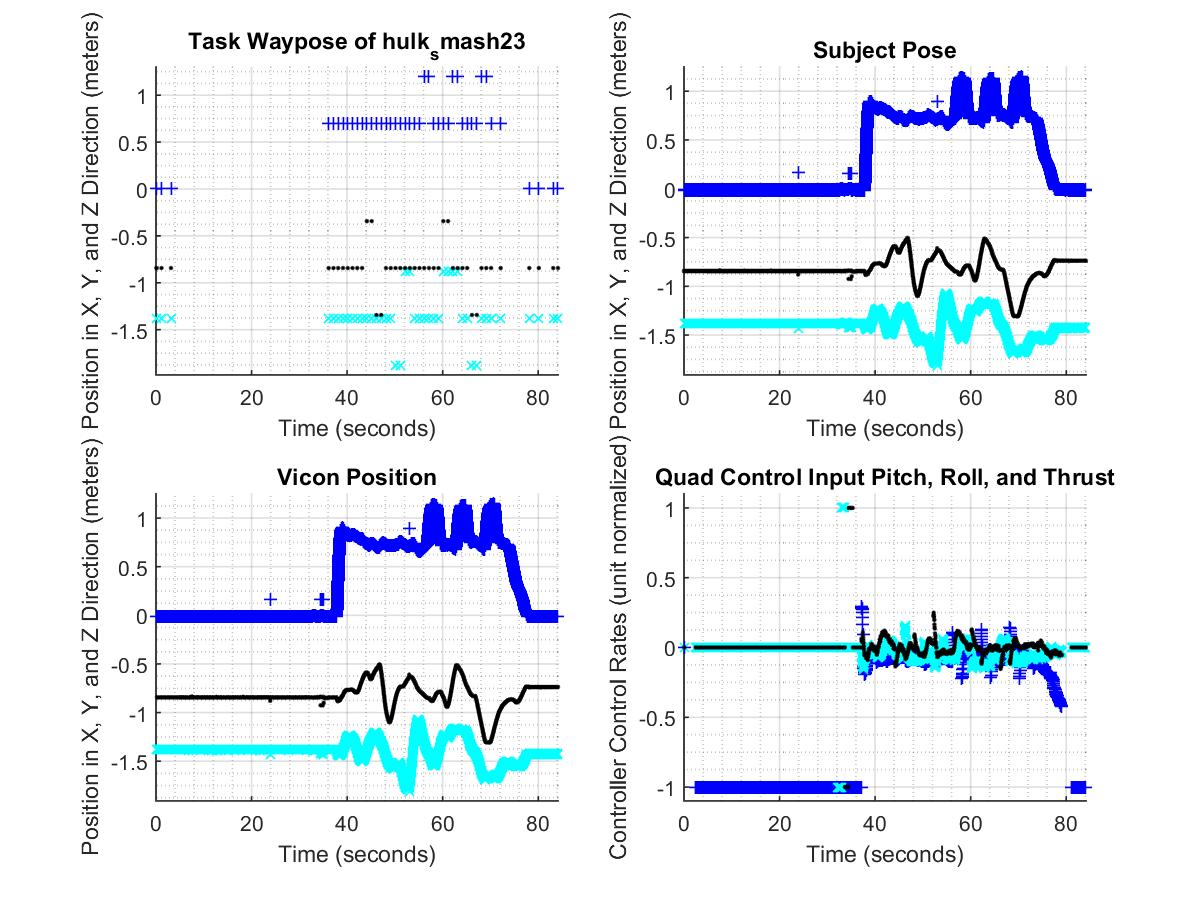 Task Waypose of hulk_smash23
Position in X, Y, and Z Direction (meters)
1
0.5
0
-0.5
-1
-1.5
0 20 40 60 80
Time (seconds)
Subject Pose
Position in X, Y, and Z Direction (meters)
1
0.5
0
-0.5
-1
-1.5
0 20 40 60 80
Time (seconds)
Vicon Position
Position in X, Y, and Z Direction (meters)
1
0.5
0
-0.5
-1
-1.5
0 20 40 60 80
Time (seconds)
Quad Control Input Pitch, Roll, and Thrust
Controller Control Rates (unit normalized)
1
0.5
0
-0.5
-1
0 20 40 60 80
Time (seconds)